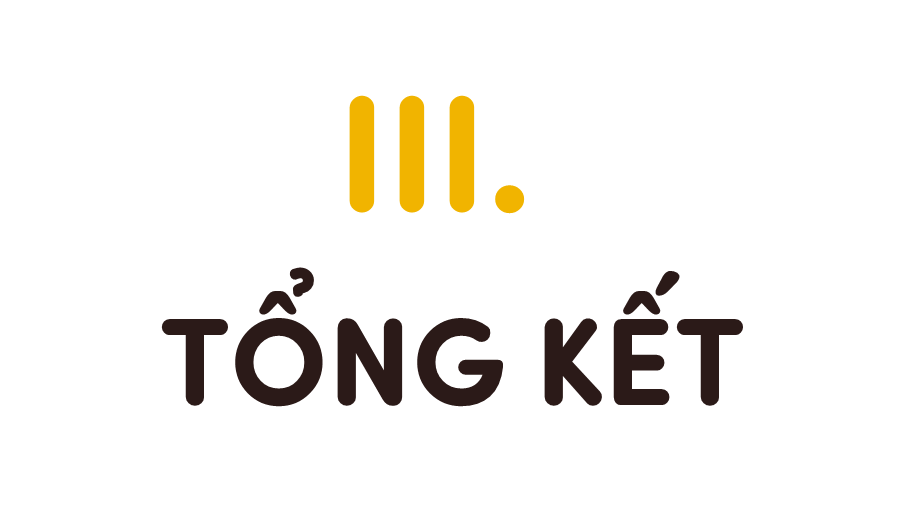 III.
TỔNG KẾT